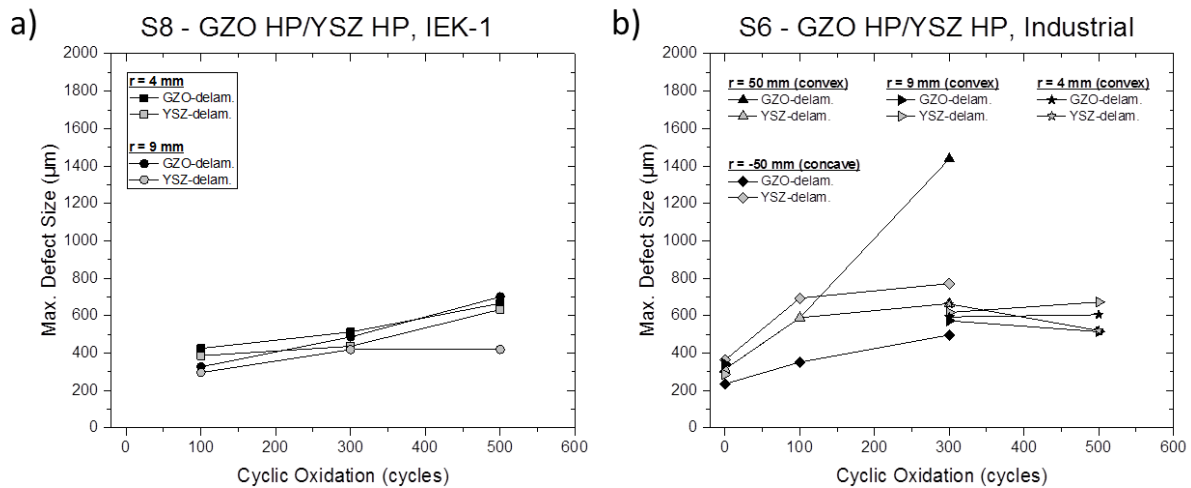 a)
S8 - GZO HP/YSZ HP, IEK-1
Max. Defect Size (µm)
2000
1800
1600
1400
1200
1000
800
600
400
200
0
r = 4 mm
GZO-delam.
YSZ-delam.
r = 9 mm
GZO-delam.
YSZ-delam.
0 100 200 300 400 500 600
Cyclic Oxidation (cycles)
b)
S6 - GZO HP/YSZ HP, Industrial
Max. Defect Size (µm)
2000
1800
1600
1400
1200
1000
800
600
400
200
0
r = 50 mm (convex) r = 9 mm (convex) r = 4 mm (convex)
GZO-delam. GZO-delam. GZO-delam.
YSZ-delam. YSZ-delam. YSZ-delam.
r = -50 mm (concave)
GZO-delam.
YSZ-delam.
0 100 200 300 400 500 600
Cyclic Oxidation (cycles)